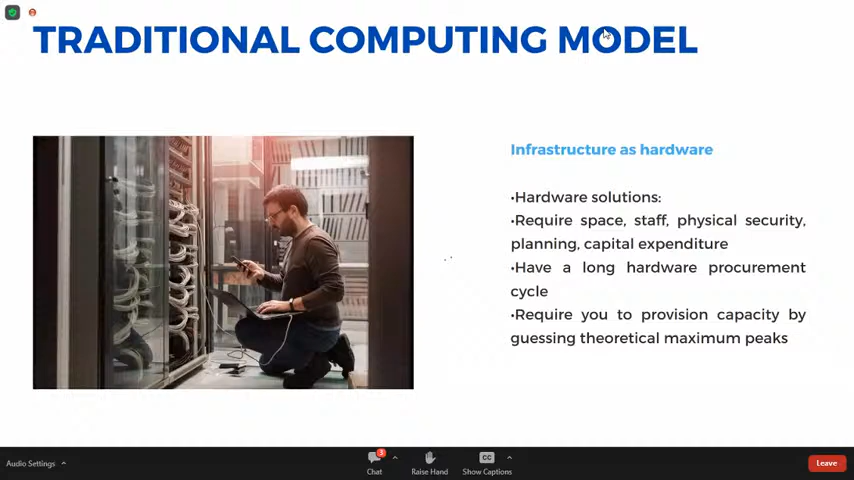 TRADITIONAL COMPUTING MODEL
Infrastructure as hardware
•Hardware solutions:
•Require space, staff, physical security,
planning, capital expenditure
•Have a long hardware procurement
cycle
•Require you to provision capacity by
guessing theoretical maximum peaks
Audio Settings
3
Chat
Raise Hand
CC
Show Captions
Leave